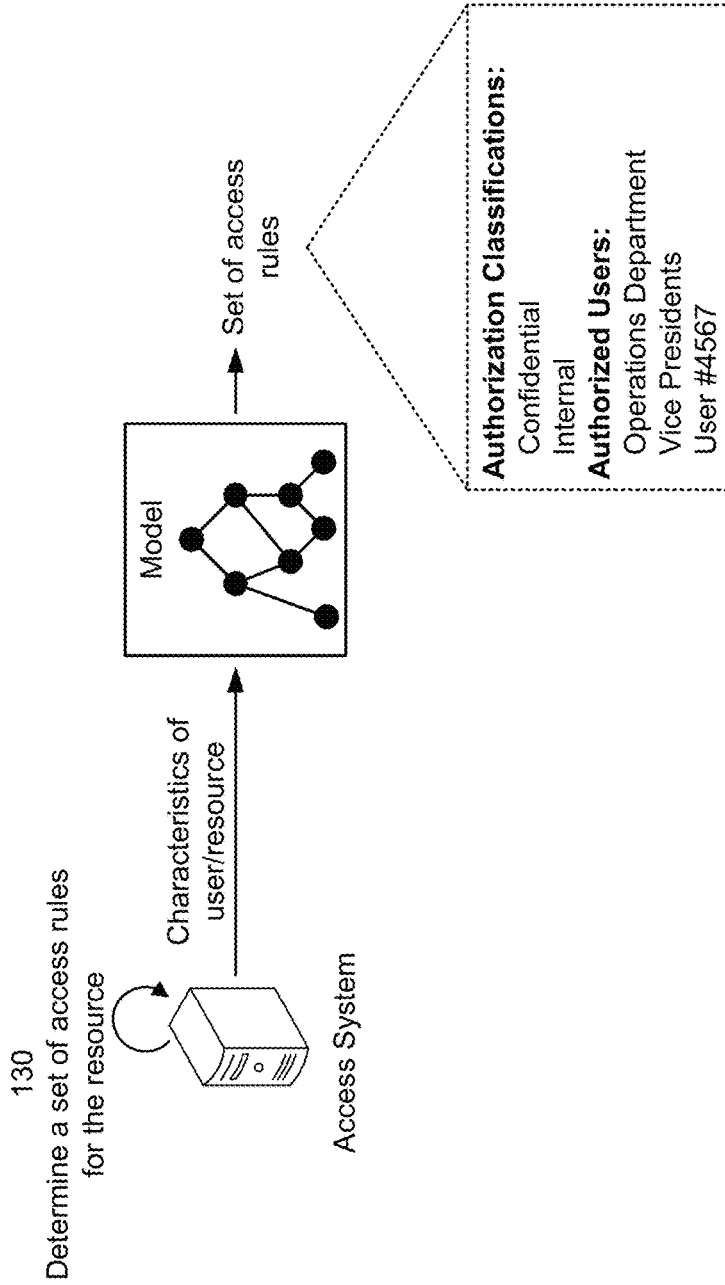 130
Determine a set of access rules
for the resource
Access System
Characteristics of
user/resource
Model
Set of access
rules
Authorization Classifications:
Confidential
Internal
Authorized Users:
Operations Department
Vice Presidents
User #4567